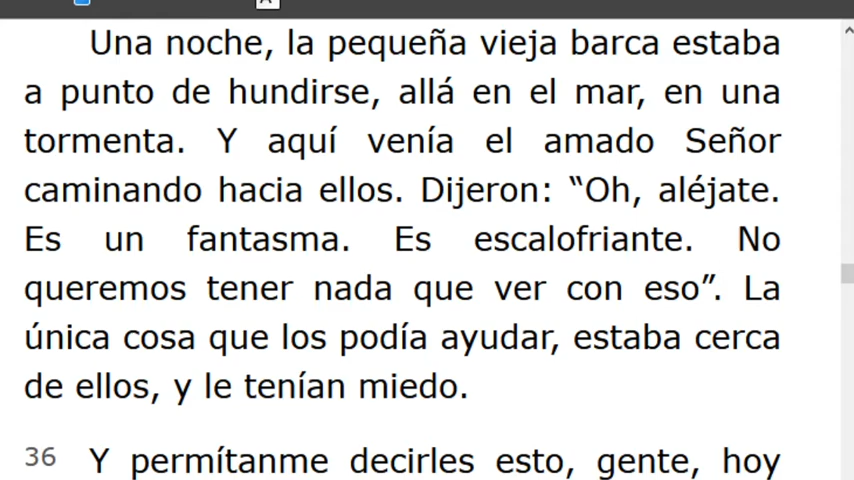 Una noche, la pequeña vieja barca estaba
a punto de hundirse, allá en el mar, en una
tormenta. Y aquí venía el amado Señor
caminando hacia ellos. Dijeron: “Oh, aléjate.
Es un fantasma. Es escalofriante. No
queremos tener nada que ver con eso”. La
única cosa que los podía ayudar, estaba cerca
de ellos, y le tenían miedo.
36 Y permítanme decirles esto, gente, hoy